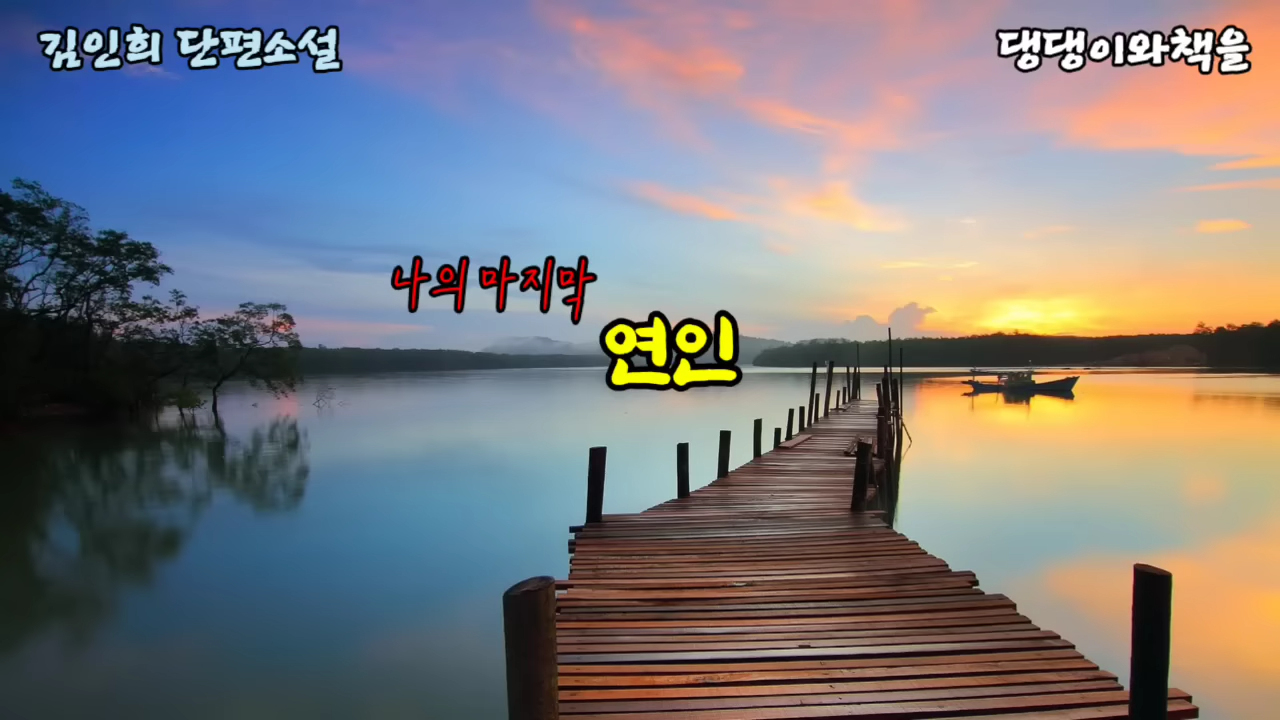 김인희 단편소설
댕댕이와책을
나의 마지막
연인